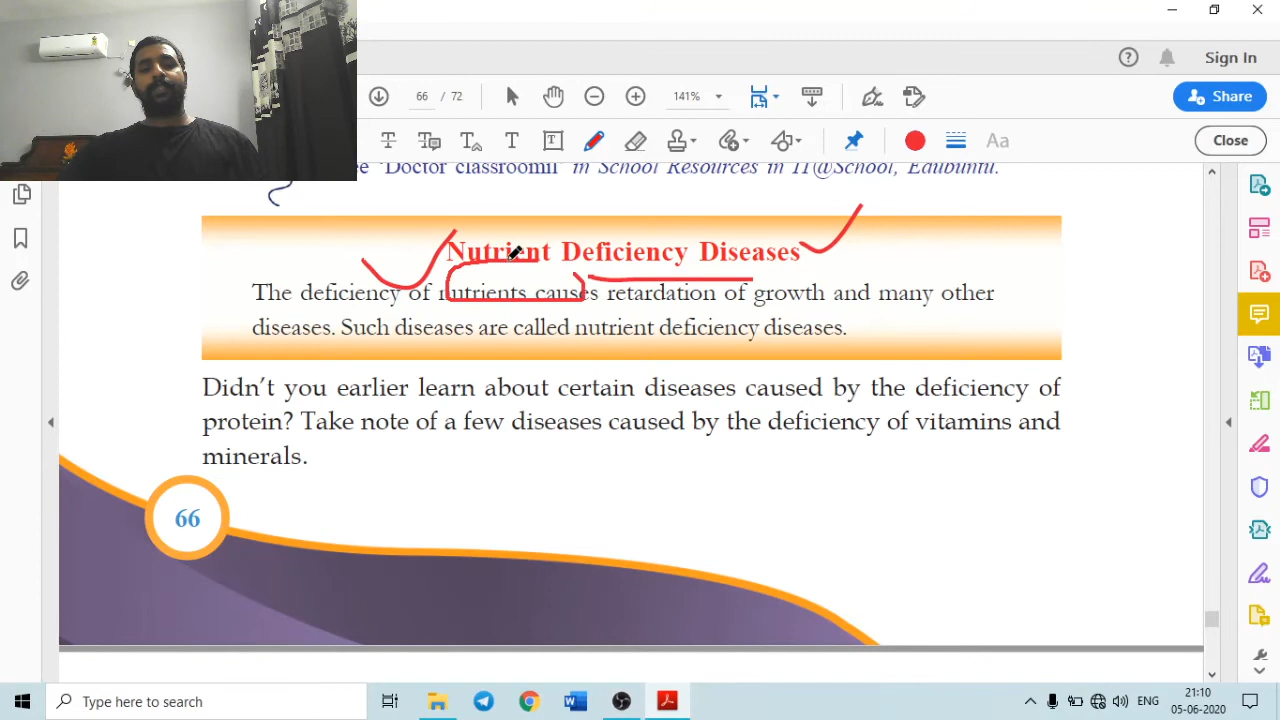 Sign In
66 / 72
141%
Share
Close
"Doctor classroomil" in School Resources in IT@School, Edubuntu.
Nutrient Deficiency Diseases
The deficiency of nutrients causes retardation of growth and many other
diseases. Such diseases are called nutrient deficiency diseases.
Didn't you earlier learn about certain diseases caused by the deficiency of
protein? Take note of a few diseases caused by the deficiency of vitamins and
minerals.
66
Type here to search
ENG
21:10
05-06-2020